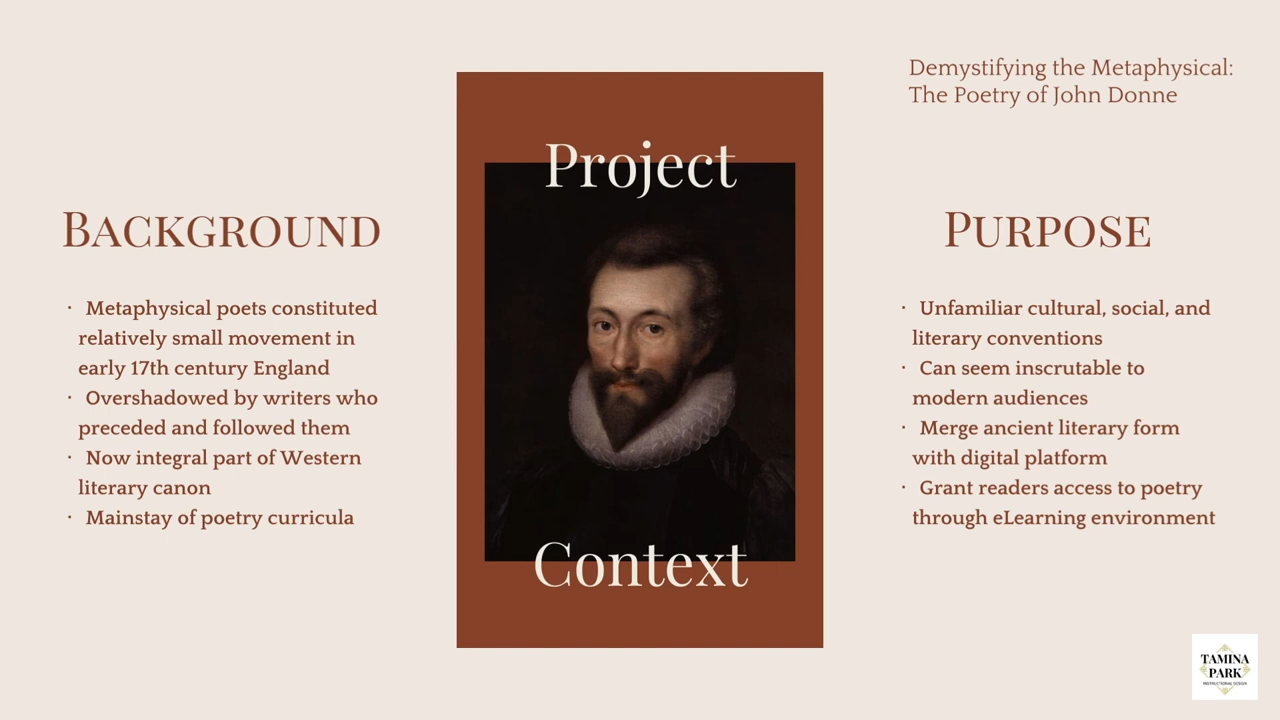 Demystifying the Metaphysical:
The Poetry of John Donne
Project
Context
Background
· Metaphysical poets constituted
relatively small movement in
early 17th century England
· Overshadowed by writers who
preceded and followed them
· Now integral part of Western
literary canon
· Mainstay of poetry curricula
Purpose
· Unfamiliar cultural, social, and
literary conventions
· Can seem inscrutable to
modern audiences
· Merge ancient literary form
with digital platform
· Grant readers access to poetry
through eLearning environment
TAMINA
PARK
INSTRUCTIONAL DESIGN